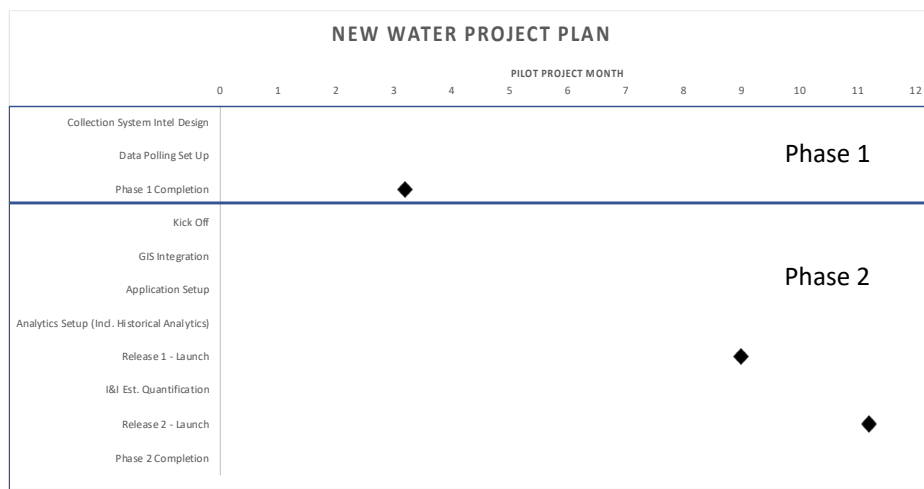 NEW WATER PROJECT PLAN
PILOT PROJECT MONTH
0 1 2 3 4 5 6 7 8 9 10 11 12
Collection System Intel Design
Data Polling Set Up
Phase 1 Completion
Phase 1
Kick Off
GIS Integration
Application Setup
Analytics Setup (Incl. Historical Analytics)
Release 1 - Launch
I&I Est. Quantification
Release 2 - Launch
Phase 2 Completion
Phase 2